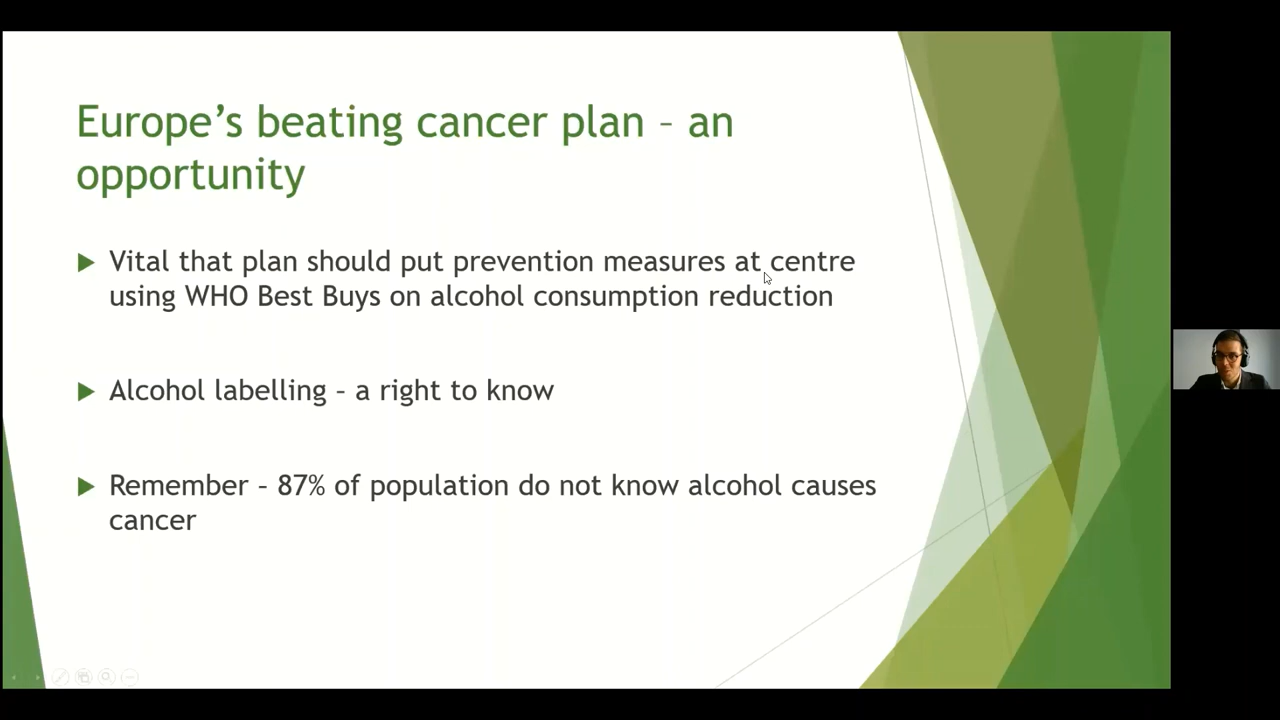 Europe’s beating cancer plan – an
opportunity
Vital that plan should put prevention measures at centre
using WHO Best Buys on alcohol consumption reduction
Alcohol labelling – a right to know
Remember – 87% of population do not know alcohol causes
cancer